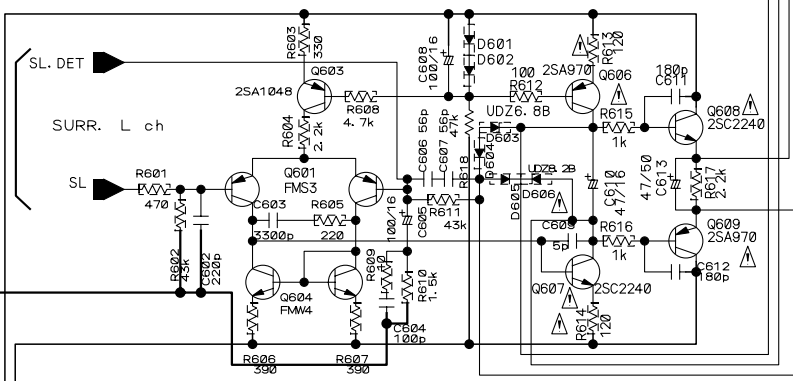 SL. DET
SURR. L ch
SL
R601
470
R602
43k
C602
220p
R603
330
Q603
2SA1048
R604
2.2k
R608
4.7k
Q601
FMS3
C603
3300p
R605
220
Q604
FMW4
R606
390
R607
390
100/16
C605
R609
R610
1.5k
C604
100p
C608
100/16
D601
D602
C606 56p
C607 56p
47k
R618
R611
43k
100
R612
UDZ6.8B
D603
D604
UDZ8.2B
D605
D606
2SA970
R613
120
Q606
C609
5p
C610
47/16
Q607
2SC2240
R614
120
R615
1k
R616
1k
180p
C611
Q608
2SC2240
47/50
C613
R617
2.2k
Q609
2SA970
C612
180p